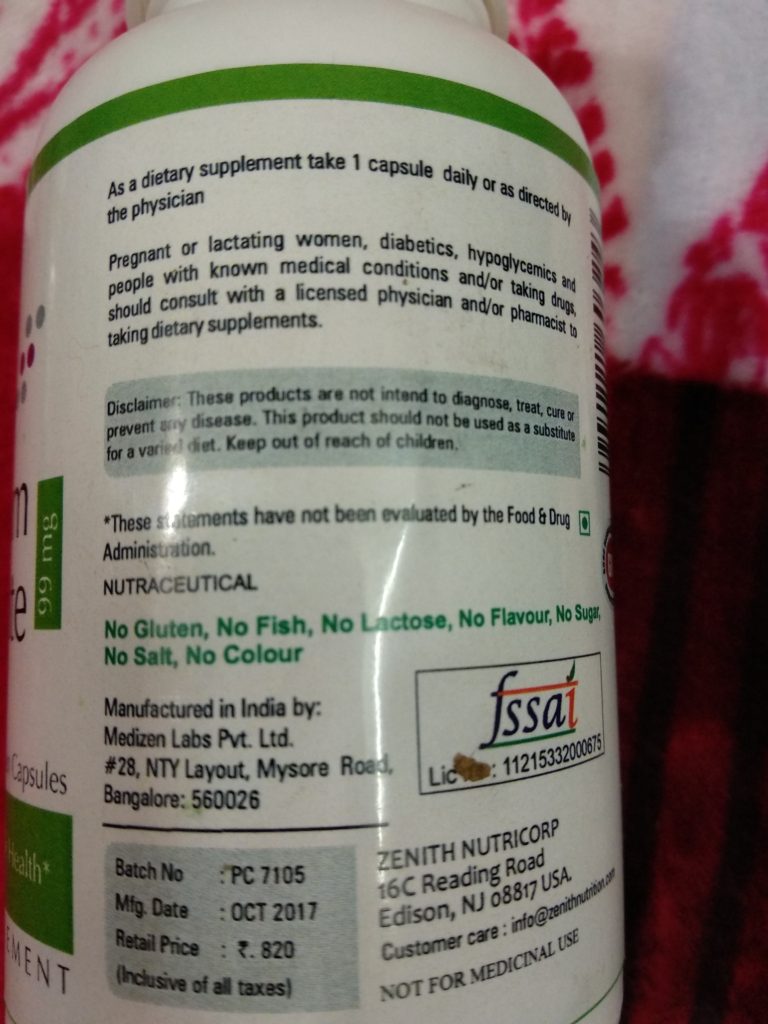 As a dietary supplement take 1 capsule daily or as directed by
the physician
Pregnant or lactating women, diabetics, hypoglycemics and
people with known medical conditions and/or taking drugs,
should consult with a licensed physician and/or pharmacist to
taking dietary supplements.
Disclaimer: These products are not intend to diagnose, treat, cure or
prevent any disease. This product should not be used as a substitute
for a varied diet. Keep out of reach of children.
*These statements have not been evaluated by the Food & Drug
Administration.
NUTRACEUTICAL
No Gluten, No Fish, No Lactose, No Flavour, No Sugar,
No Salt, No Colour
Manufactured in India by:
Medizen Labs Pvt. Ltd.
#28, NTY Layout, Mysore Road,
Bangalore: 560026
fssai
Lic : 11215332000675
Batch No : PC 7105
Mfg. Date : OCT 2017
Retail Price : ₹. 820
(Inclusive of all taxes)
ZENITH NUTRICORP
16C Reading Road
Edison, NJ 08817 USA.
Customer care : info@zenithnutrition.com
NOT FOR MEDICINAL USE
99 mg
Capsules
Health*